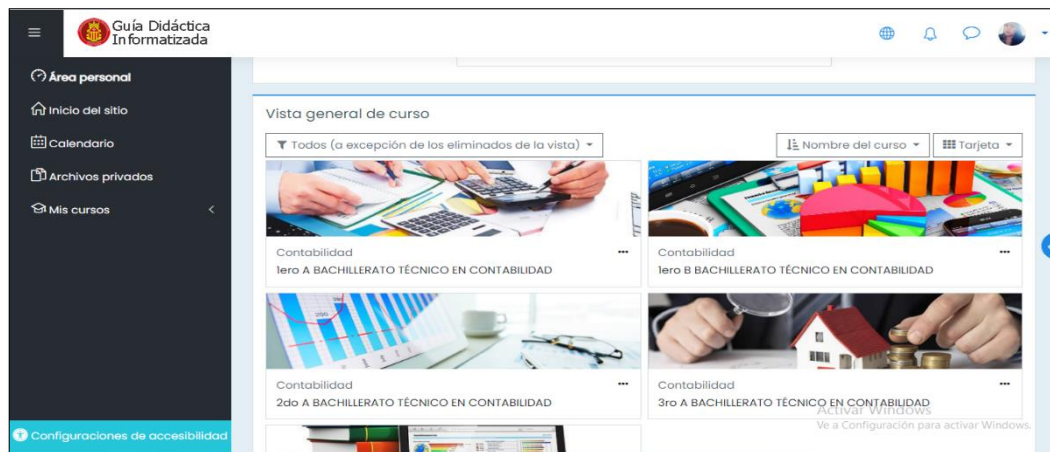 Guía Didáctica
Informatizada
Área personal
Inicio del sitio
Calendario
Archivos privados
Mis cursos
Configuraciones de accesibilidad
Vista general de curso
Todos (a excepción de los eliminados de la vista)
Nombre del curso
Tarjeta
Contabilidad
1ero A BACHILLERATO TÉCNICO EN CONTABILIDAD
Contabilidad
1ero B BACHILLERATO TÉCNICO EN CONTABILIDAD
200
Contabilidad
2do A BACHILLERATO TÉCNICO EN CONTABILIDAD
Contabilidad
3ro A BACHILLERATO TÉCNICO EN CONTABILIDAD
Activar Windows
Ve a Configuración para activar Windows.